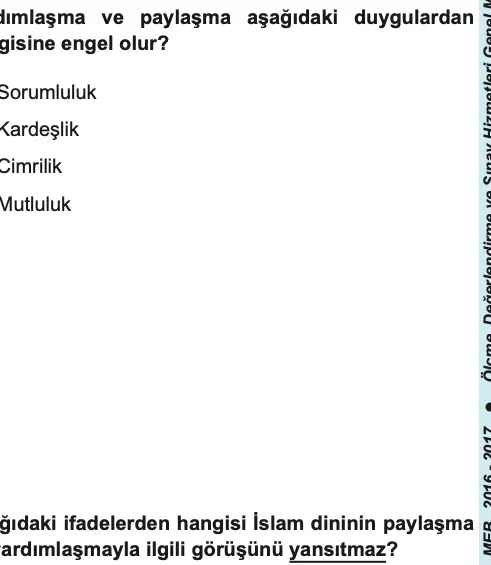 dımlaşma ve paylaşma aşağıdaki duygulardan
gisine engel olur?
Sorumluluk
Kardeşlik
Cimrilik
Mutluluk
ğıdaki ifadelerden hangisi İslam dininin paylaşma
yardımlaşmayla ilgili görüşünü yansıtmaz?
MEB 2016 - 2017 ● Ölçme, Değerlendirme ve Sınav Hizmetleri Genel M